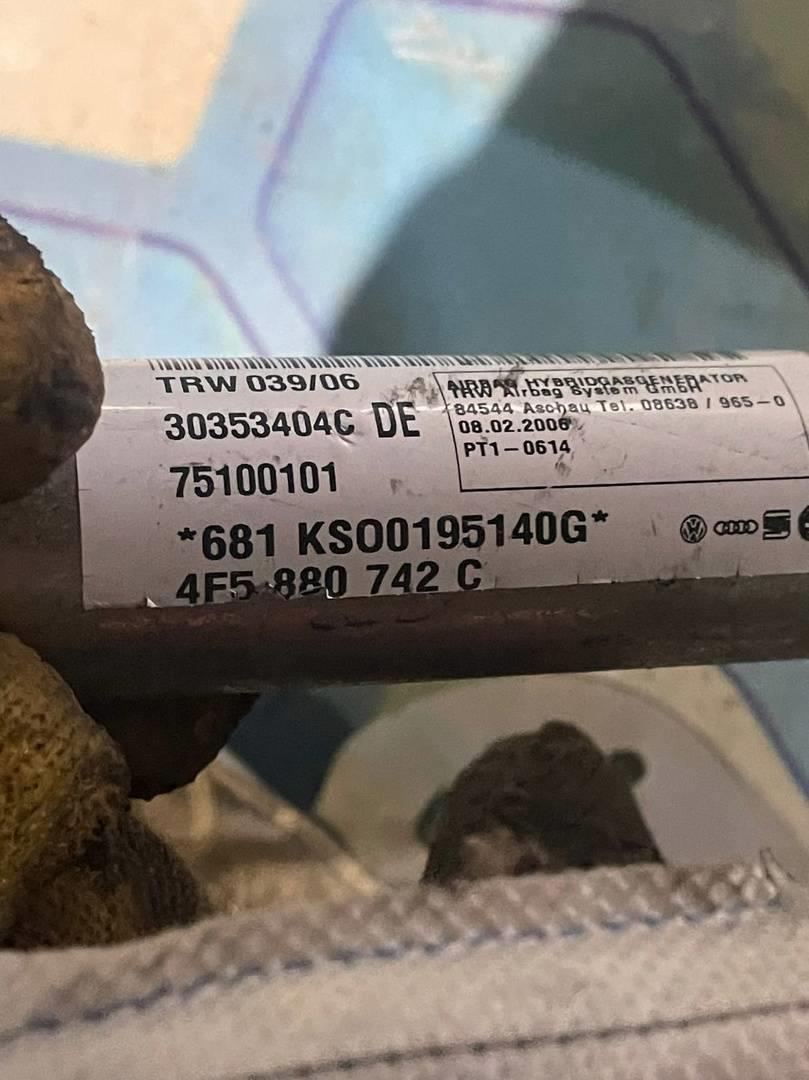 TRW 039/06
30353404C DE
75100101
*681 KSO0195140G*
4F5 880 742 C
AIRBAG HYBRIDGASGENERATOR
TRW Airbag System GmbH
84544 Aschau Tel. 08638 / 965-0
08.02.2006
PT1-0614